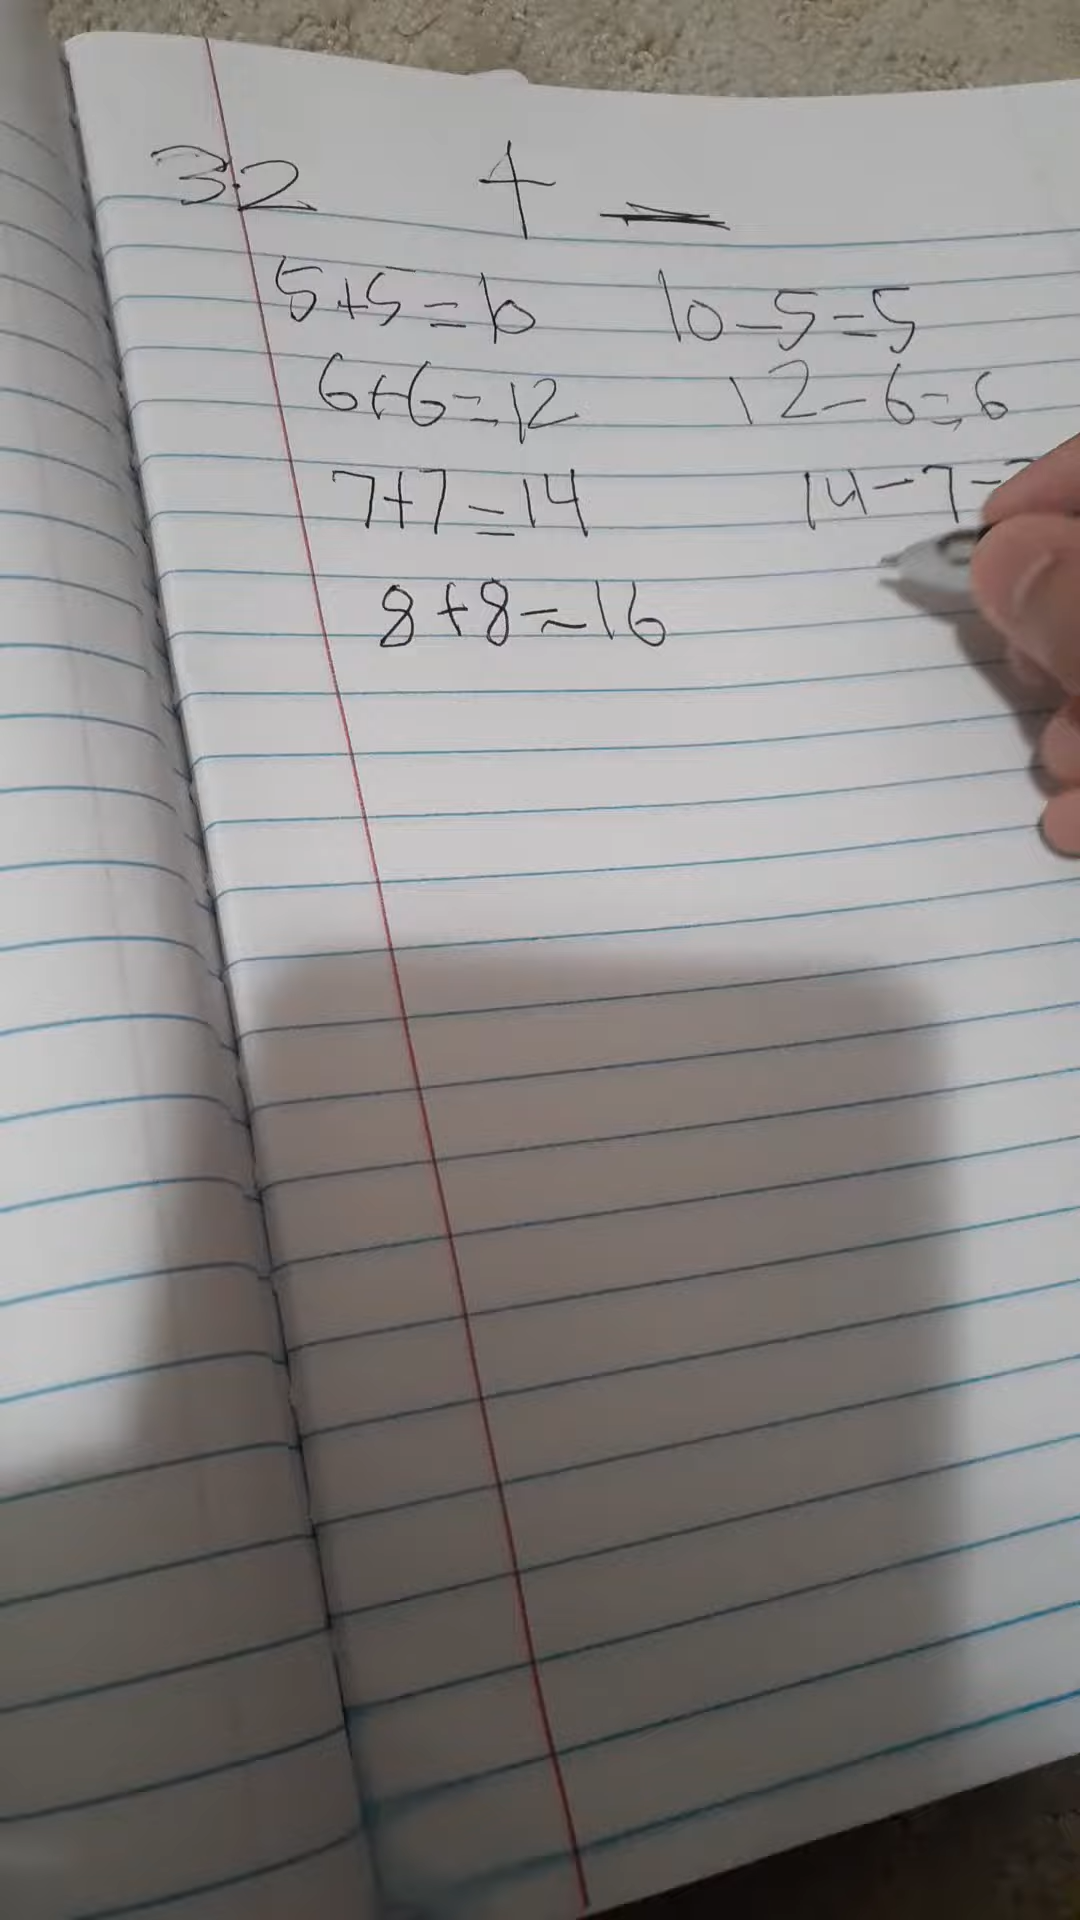 32 + -
5+5=10 10-5=5
6+6=12 12-6=6
7+7=14 14-7=
8+8=16